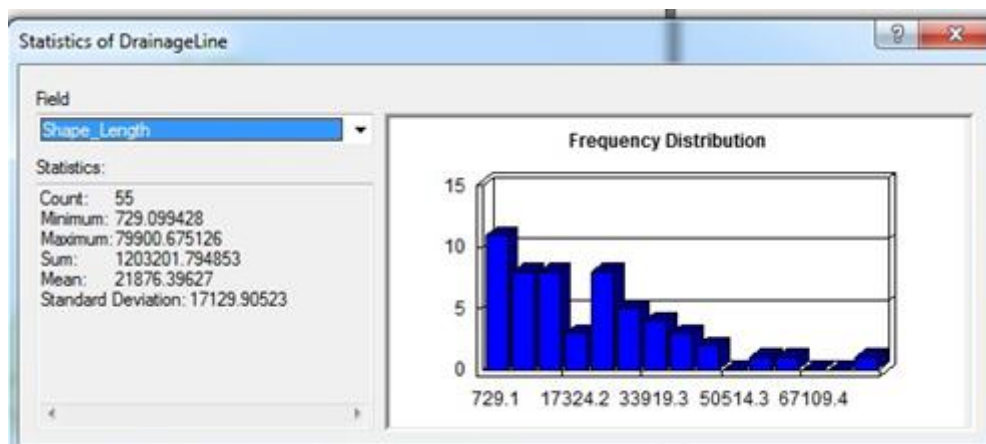 Statistics of DrainageLine
Field
Shape_Length
Statistics:
Count: 55
Minimum: 729.099428
Maximum: 79900.675126
Sum: 1203201.794853
Mean: 21876.39627
Standard Deviation: 17129.90523
Frequency Distribution
15
10
5
0
729.1 17324.2 33919.3 50514.3 67109.4